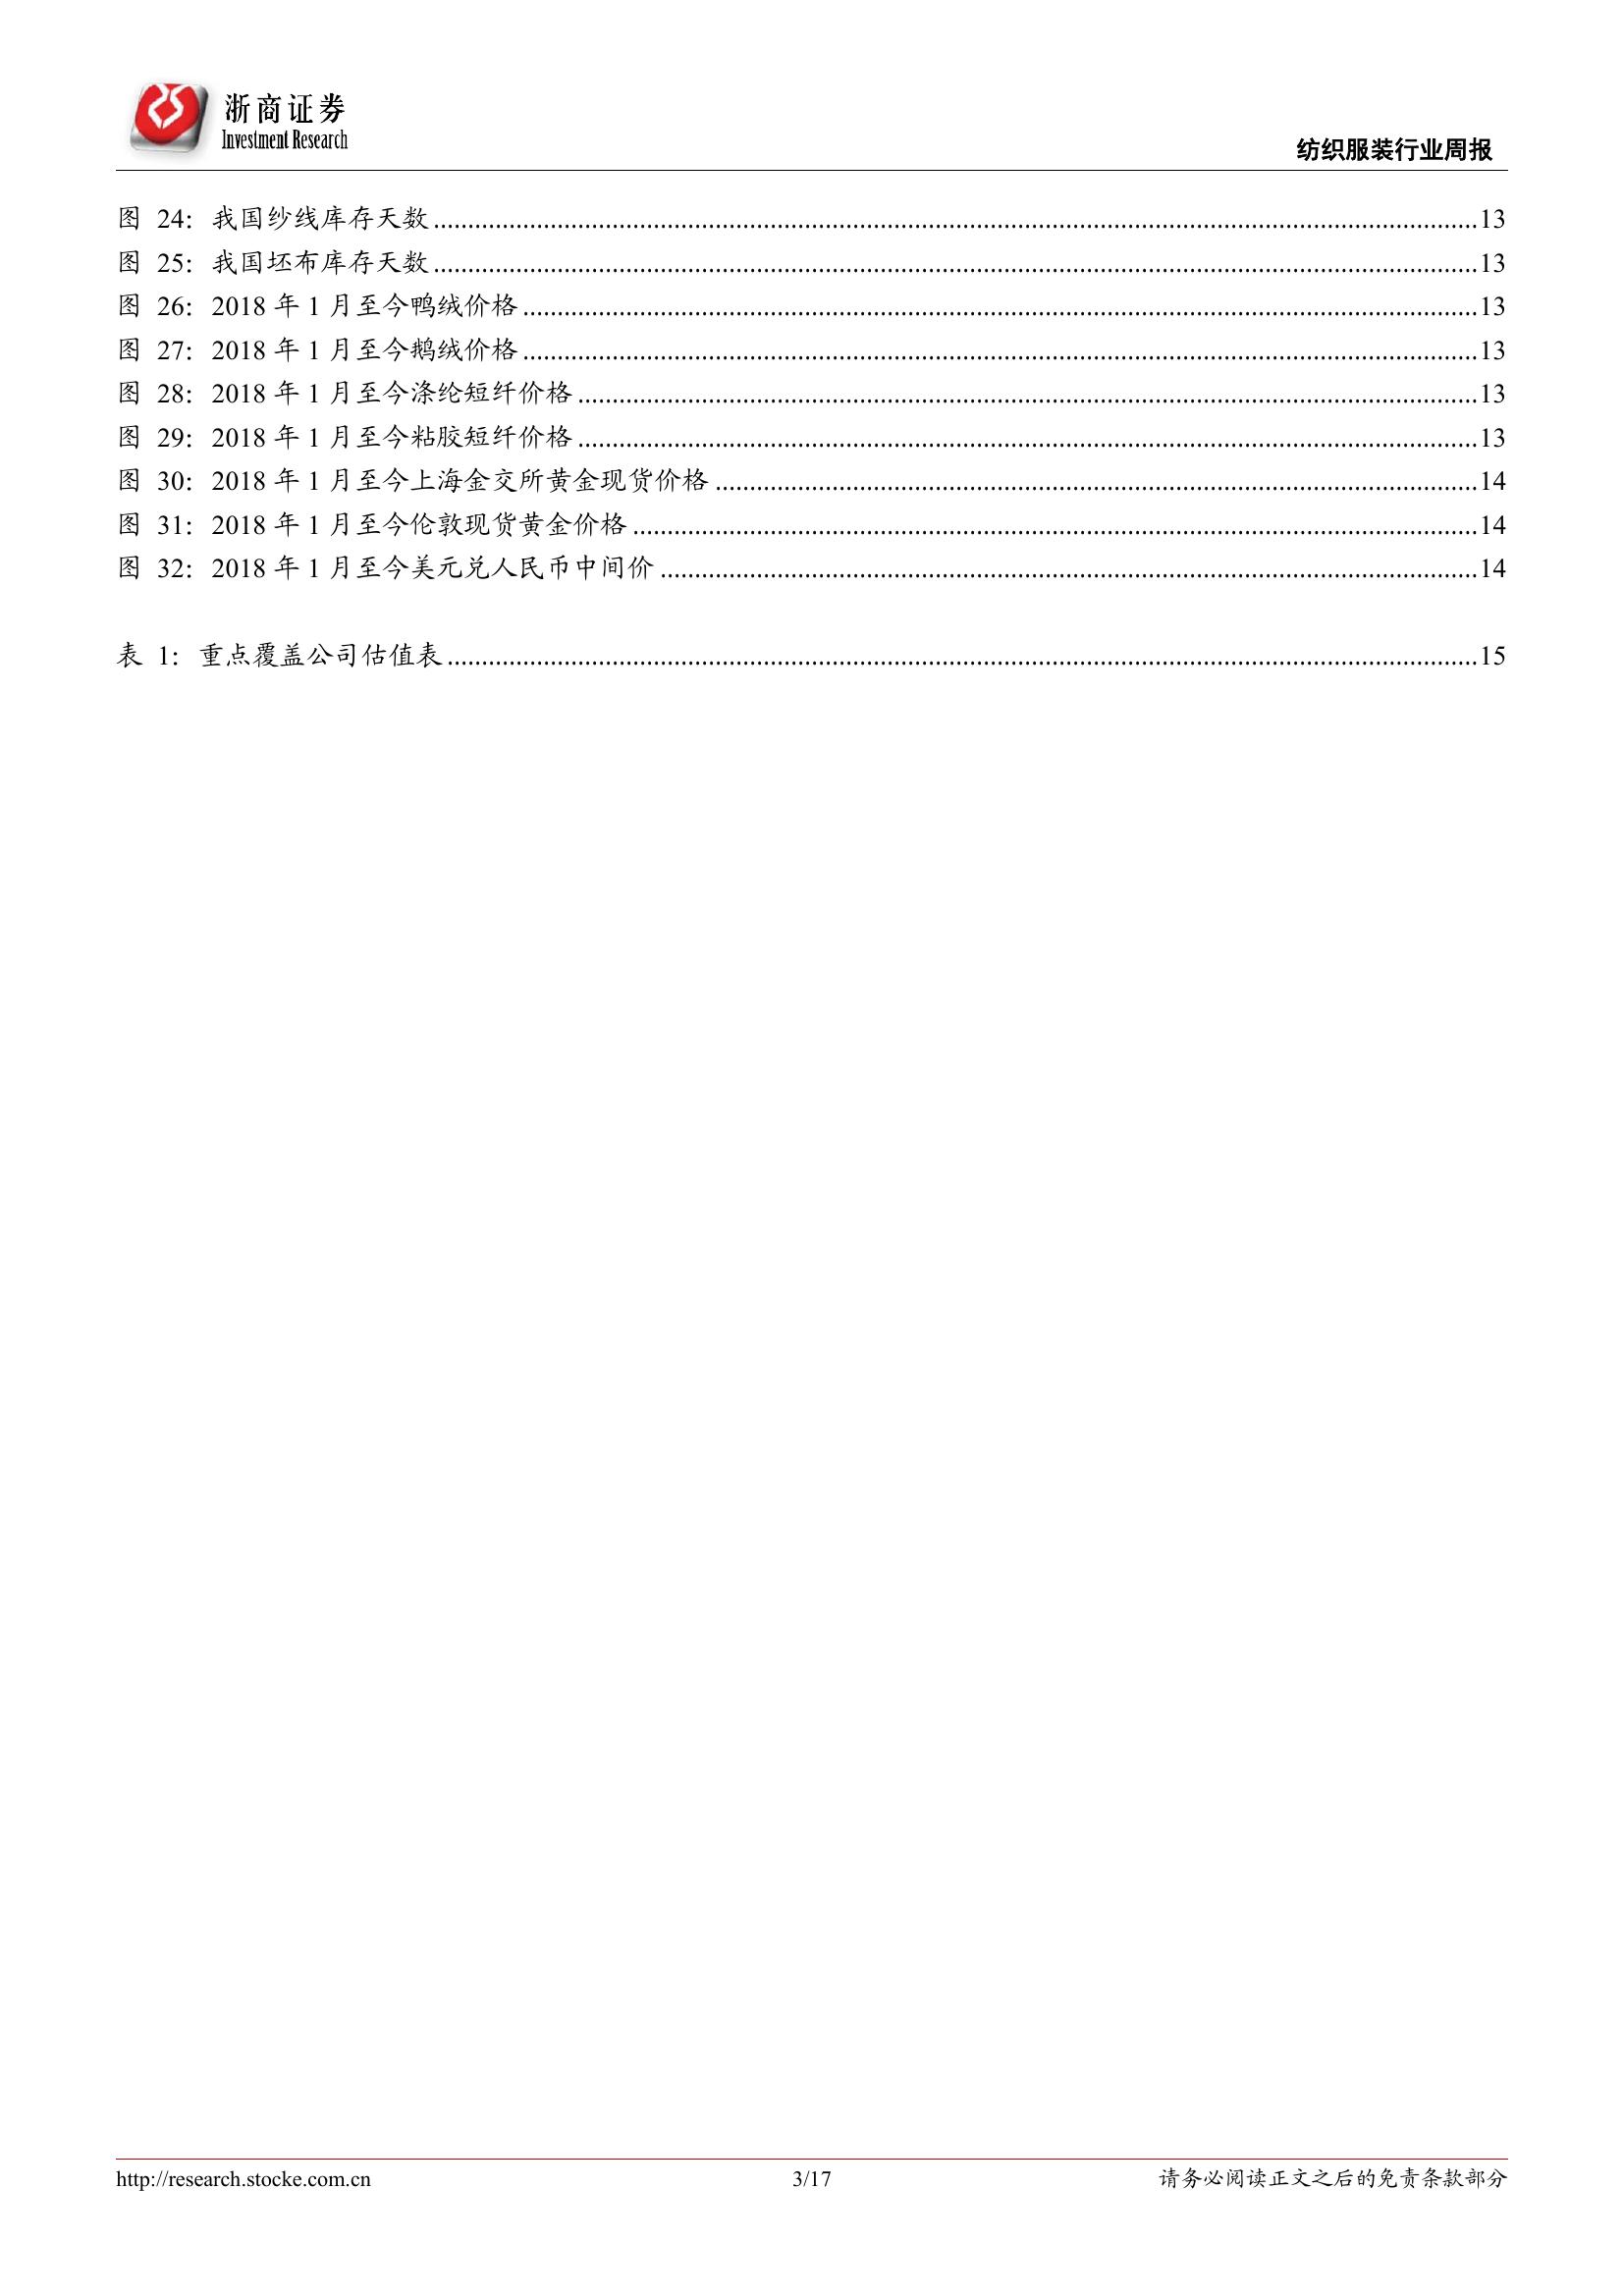 浙商证券
Investment Research
纺织服装行业周报
图 24：我国纱线库存天数....................13
图 25：我国坯布库存天数....................13
图 26：2018 年 1 月至今鸭绒价格....................13
图 27：2018 年 1 月至今鹅绒价格....................13
图 28：2018 年 1 月至今涤纶短纤价格....................13
图 29：2018 年 1 月至今粘胶短纤价格....................13
图 30：2018 年 1 月至今上海金交所黄金现货价格....................14
图 31：2018 年 1 月至今伦敦现货黄金价格....................14
图 32：2018 年 1 月至今美元兑人民币中间价....................14
表 1：重点覆盖公司估值表....................15
http://research.stocke.com.cn 3/17 请务必阅读正文之后的免责条款部分